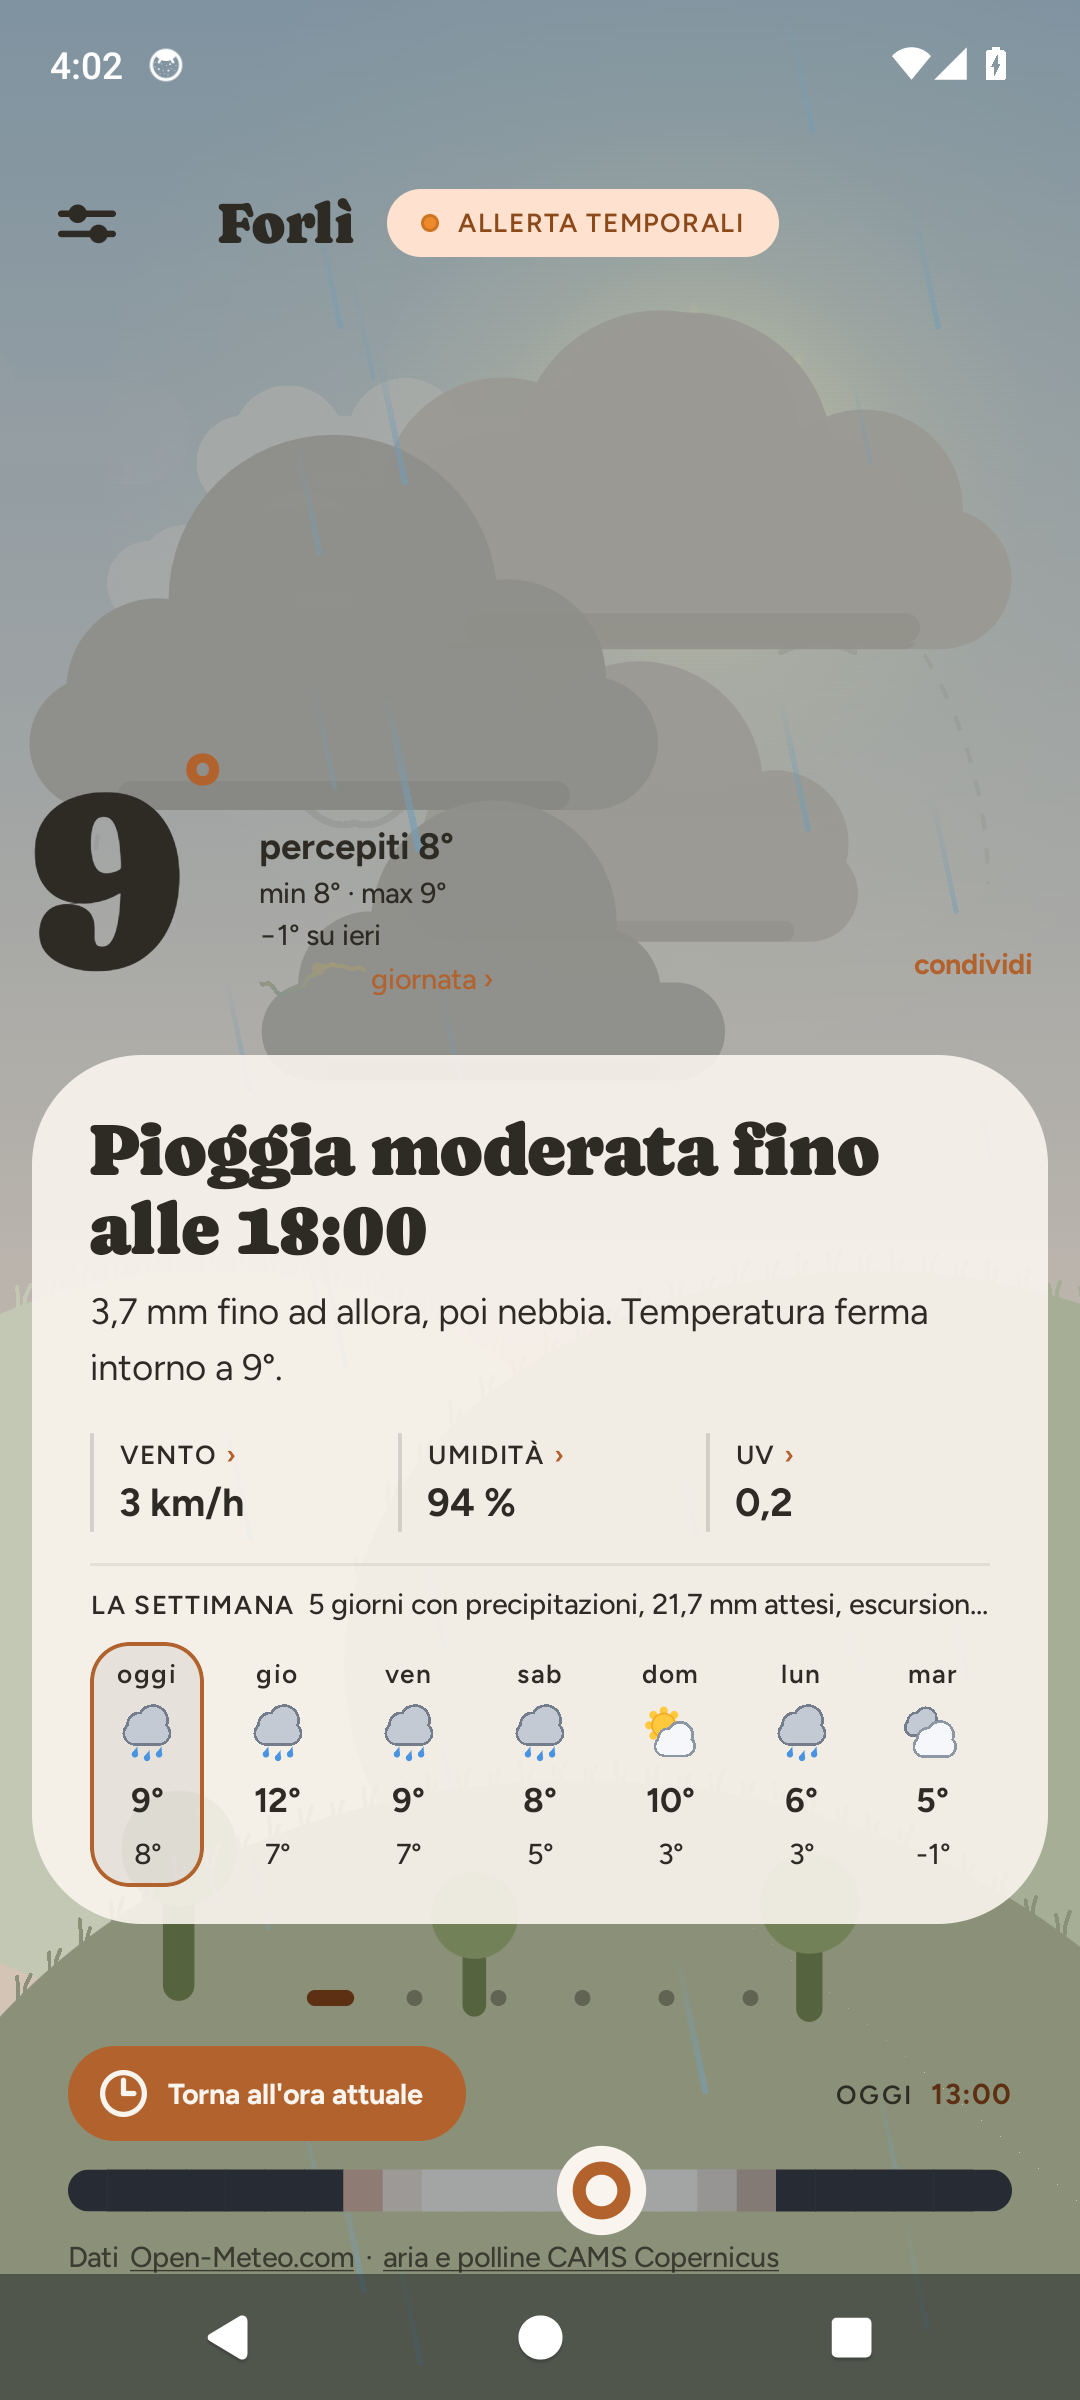 4:02
Forlì
ALLERTA TEMPORALI
9°
percepiti 8°
min 8° · max 9°
−1° su ieri
giornata ›
condividi
Pioggia moderata fino
alle 18:00
3,7 mm fino ad allora, poi nebbia. Temperatura ferma
intorno a 9°.
VENTO › UMIDITÀ › UV ›
3 km/h 94 % 0,2
LA SETTIMANA 5 giorni con precipitazioni, 21,7 mm attesi, escursion...
oggi gio ven sab dom lun mar
9° 12° 9° 8° 10° 6° 5°
8° 7° 7° 5° 3° 3° -1°
Torna all'ora attuale
OGGI 13:00
Dati Open-Meteo.com · aria e polline CAMS Copernicus